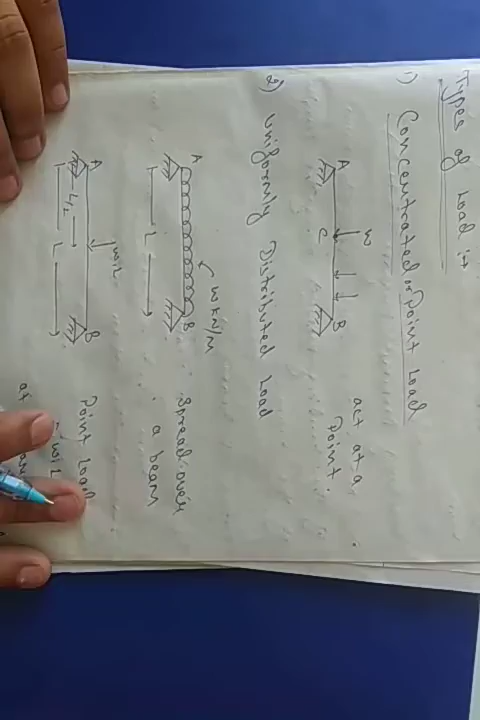 Types of Load :→
1) Concentrated or Point Load
w
A C B
act at a
Point.
2) Uniformly Distributed Load
w kN/m
A B
L
Spread over
a beam
w.L
A B
L/2
L
Point Load
w.L
at